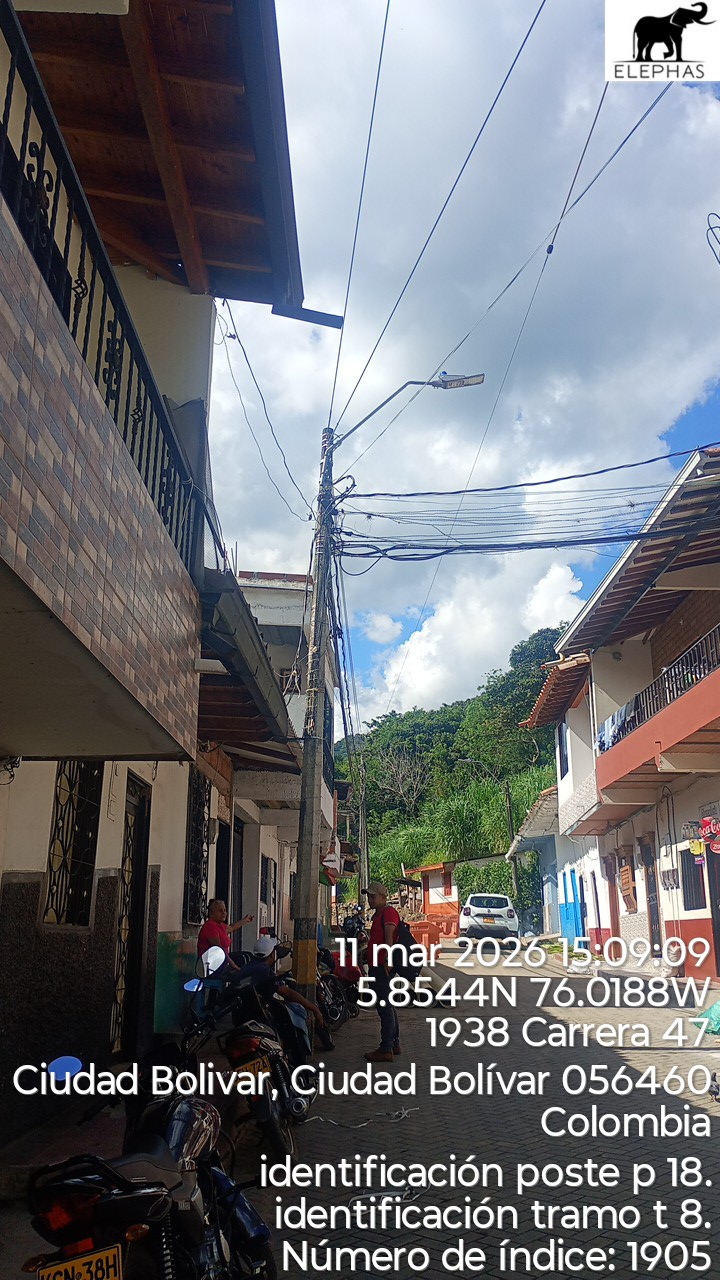 ELEPHAS
11 mar 2026 15:09:09
5.8544N 76.0188W
1938 Carrera 47
Ciudad Bolivar, Ciudad Bolívar 056460
Colombia
identificación poste p 18.
identificación tramo t 8.
Número de índice: 1905